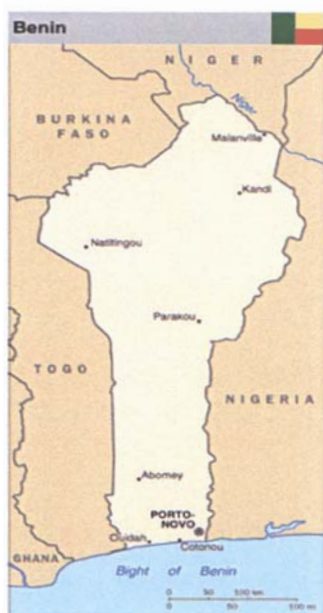 Benin
NIGER
Niger
BURKINA
FASO
Malanville
Kandi
Natitingou
Parakou
TOGO
NIGERIA
Abomey
PORTO-
NOVO
Ouidah
Cotonou
GHANA
Bight of Benin
0 50 100 km
0 50 100 mi